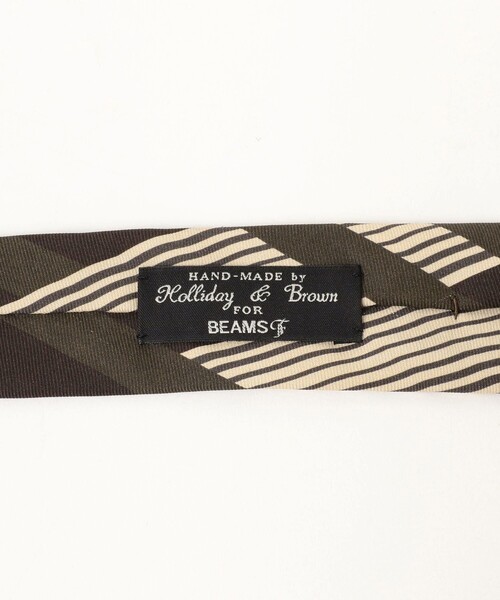 HAND-MADE by
Holliday & Brown
FOR
BEAMS F